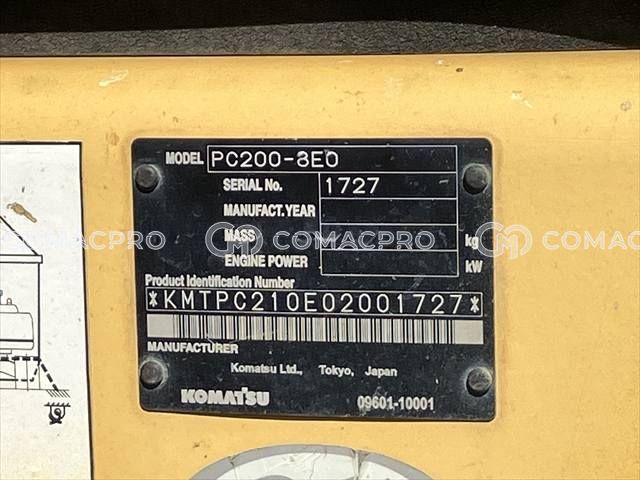 MODEL PC200-8E0
SERIAL No. 1727
MANUFACT.YEAR
MASS kg
ENGINE POWER kW
Product Identification Number
*KMTPC210E02001727*
MANUFACTURER
Komatsu Ltd., Tokyo, Japan
KOMATSU 09601-10001
COMACPRO COMACPRO COMACPRO